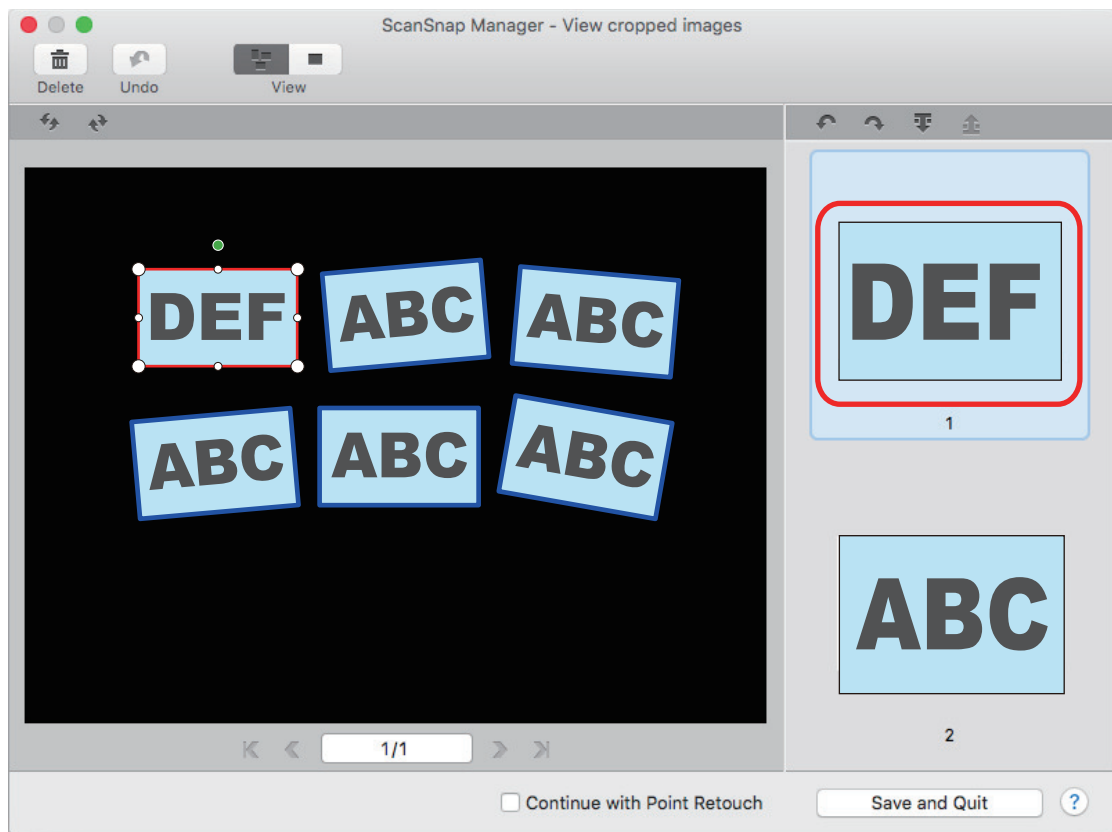 ScanSnap Manager - View cropped images
Delete Undo View
DEF ABC ABC
ABC ABC ABC
1/1
DEF
1
ABC
2
Continue with Point Retouch Save and Quit ?